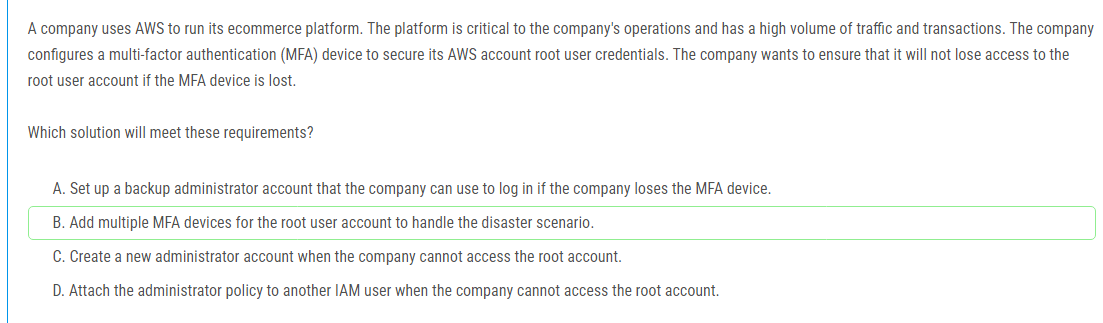 A company uses AWS to run its ecommerce platform. The platform is critical to the company's operations and has a high volume of traffic and transactions. The company
configures a multi-factor authentication (MFA) device to secure its AWS account root user credentials. The company wants to ensure that it will not lose access to the
root user account if the MFA device is lost.
Which solution will meet these requirements?
A. Set up a backup administrator account that the company can use to log in if the company loses the MFA device.
B. Add multiple MFA devices for the root user account to handle the disaster scenario.
C. Create a new administrator account when the company cannot access the root account.
D. Attach the administrator policy to another IAM user when the company cannot access the root account.